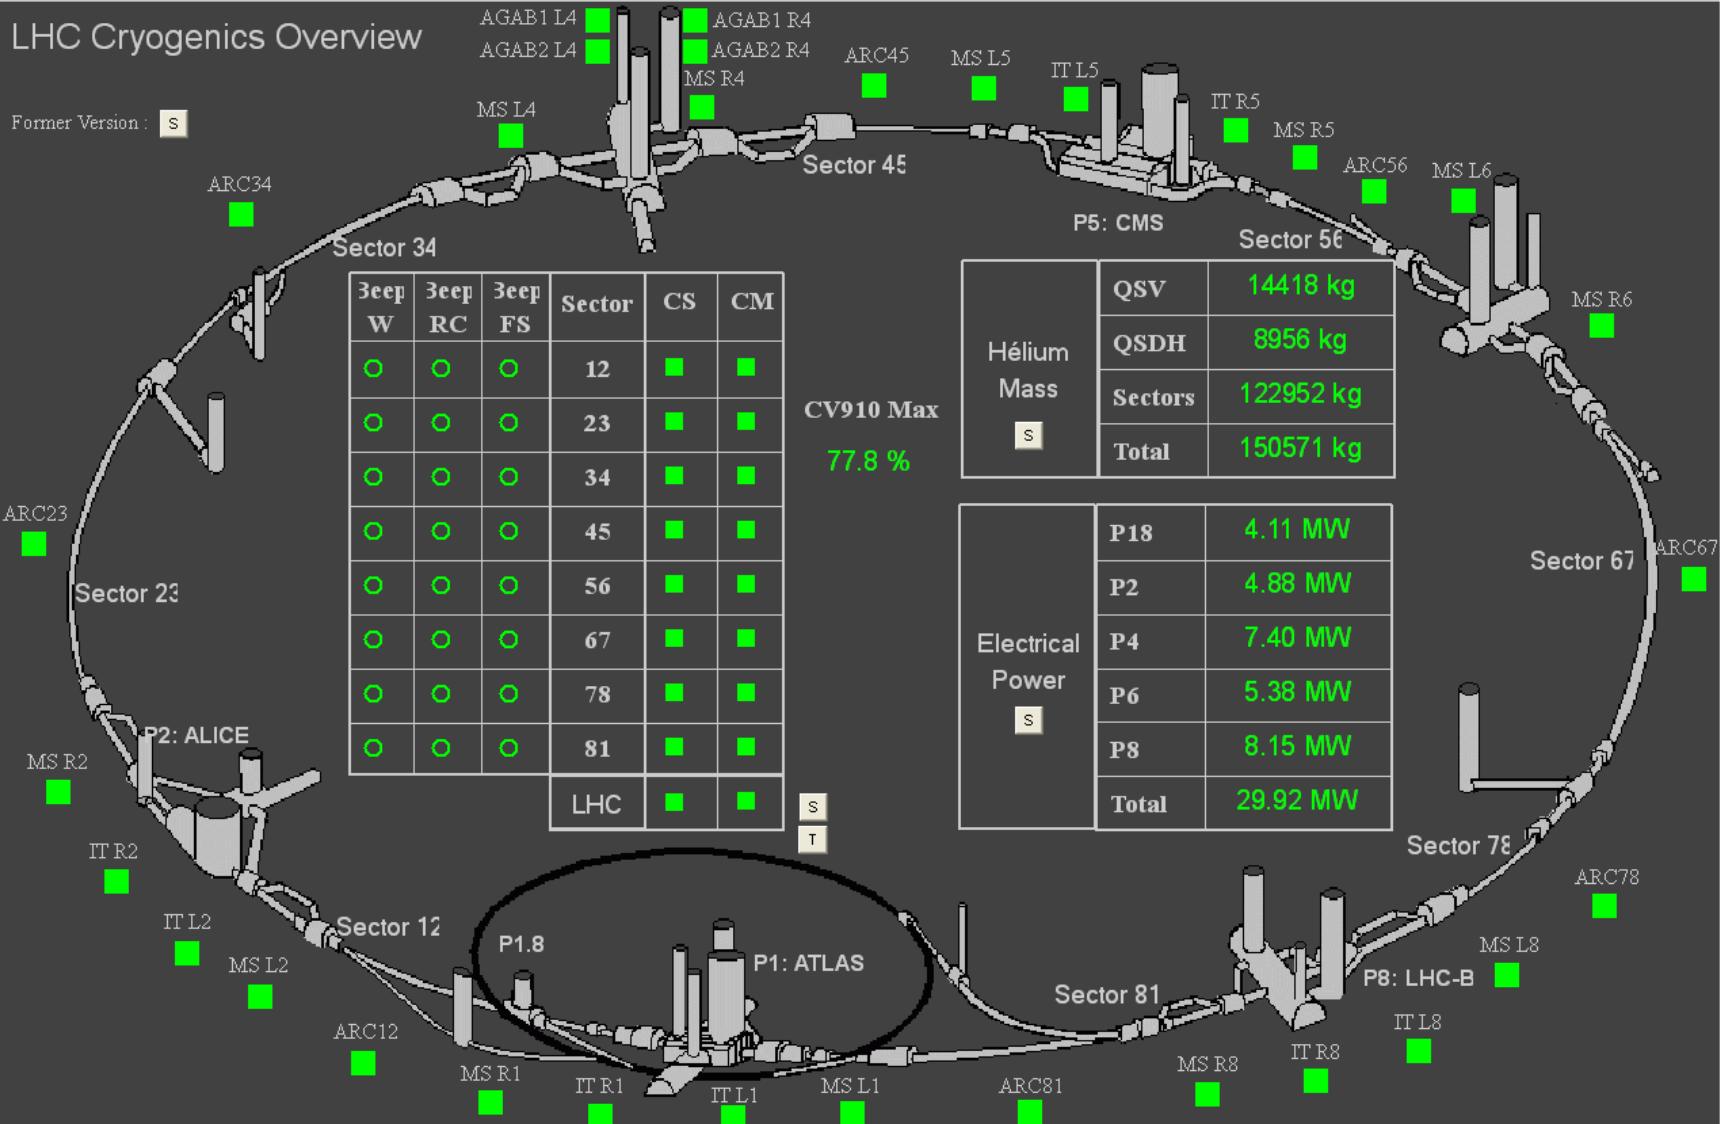 LHC Cryogenics Overview
Former Version : S
AGAB1 L4
AGAB1 R4
AGAB2 L4
AGAB2 R4
MS R4
MS L4
ARC45
MS L5
IT L5
IT R5
MS R5
ARC56
MS L6
MS R6
ARC34
Sector 45
Sector 34
P5: CMS
Sector 56
Sector CS CM
W RC FS
12
23
34
45
56
67
78
81
LHC
S
T
CV910 Max
77.8 %
Hélium
Mass
S
QSV 14418 kg
QSDH 8956 kg
Sectors 122952 kg
Total 150571 kg
Electrical
Power
S
P18 4.11 MW
P2 4.88 MW
P4 7.40 MW
P6 5.38 MW
P8 8.15 MW
Total 29.92 MW
ARC23
Sector 23
Sector 67
ARC67
P2: ALICE
MS R2
IT R2
IT L2
MS L2
Sector 12
ARC12
P1.8
P1: ATLAS
MS R1
IT R1
IT L1
MS L1
ARC81
Sector 81
MS R8
IT R8
IT L8
P8: LHC-B
MS L8
ARC78
Sector 78